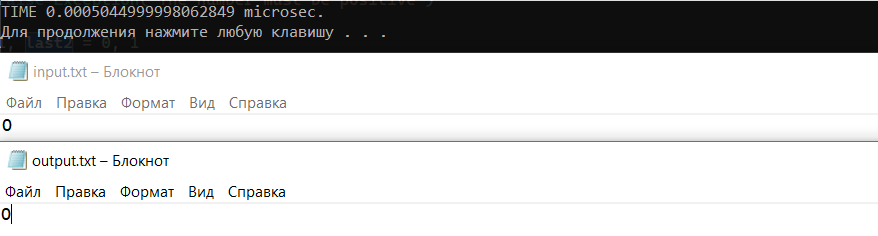 TIME 0.0005044999998062849 microsec.
Для продолжения нажмите любую клавишу . . .
input.txt – Блокнот
Файл Правка Формат Вид Справка
0
output.txt – Блокнот
Файл Правка Формат Вид Справка
0